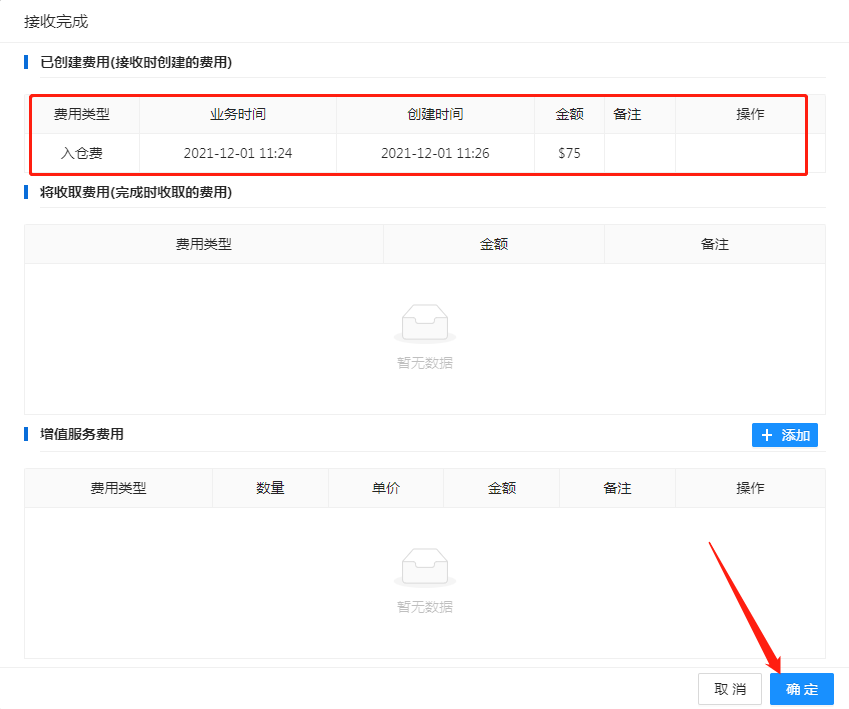 接收完成
已创建费用(接收时创建的费用)
费用类型 业务时间 创建时间 金额 备注 操作
入仓费 2021-12-01 11:24 2021-12-01 11:26 $75
将收取费用(完成时收取的费用)
费用类型 金额 备注
暂无数据
增值服务费用
+ 添加
费用类型 数量 单价 金额 备注 操作
暂无数据
取 消 确 定